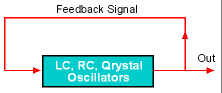 Feedback Signal
LC, RC, Qrystal
Oscillators
Out